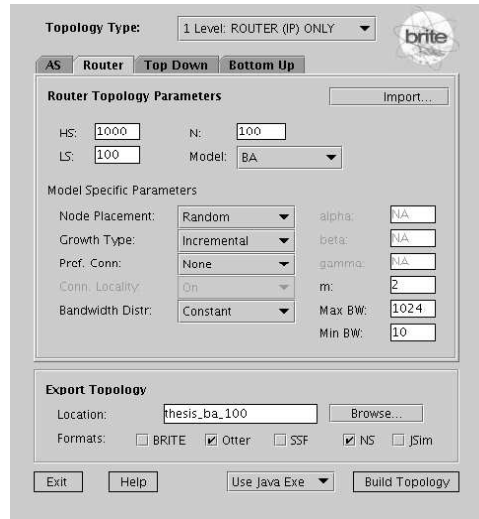 Topology Type: 1 Level: ROUTER (IP) ONLY
brite
AS Router Top Down Bottom Up
Router Topology Parameters Import...
HS: 1000 N: 100
LS: 100 Model: BA
Model Specific Parameters
Node Placement: Random alpha: NA
Growth Type: Incremental beta: NA
Pref. Conn: None gamma: NA
Conn. Locality: On m: 2
Bandwidth Distr: Constant Max BW: 1024
Min BW: 10
Export Topology
Location: thesis_ba_100 Browse...
Formats: BRITE Otter SSF NS JSim
Exit Help Use Java Exe Build Topology